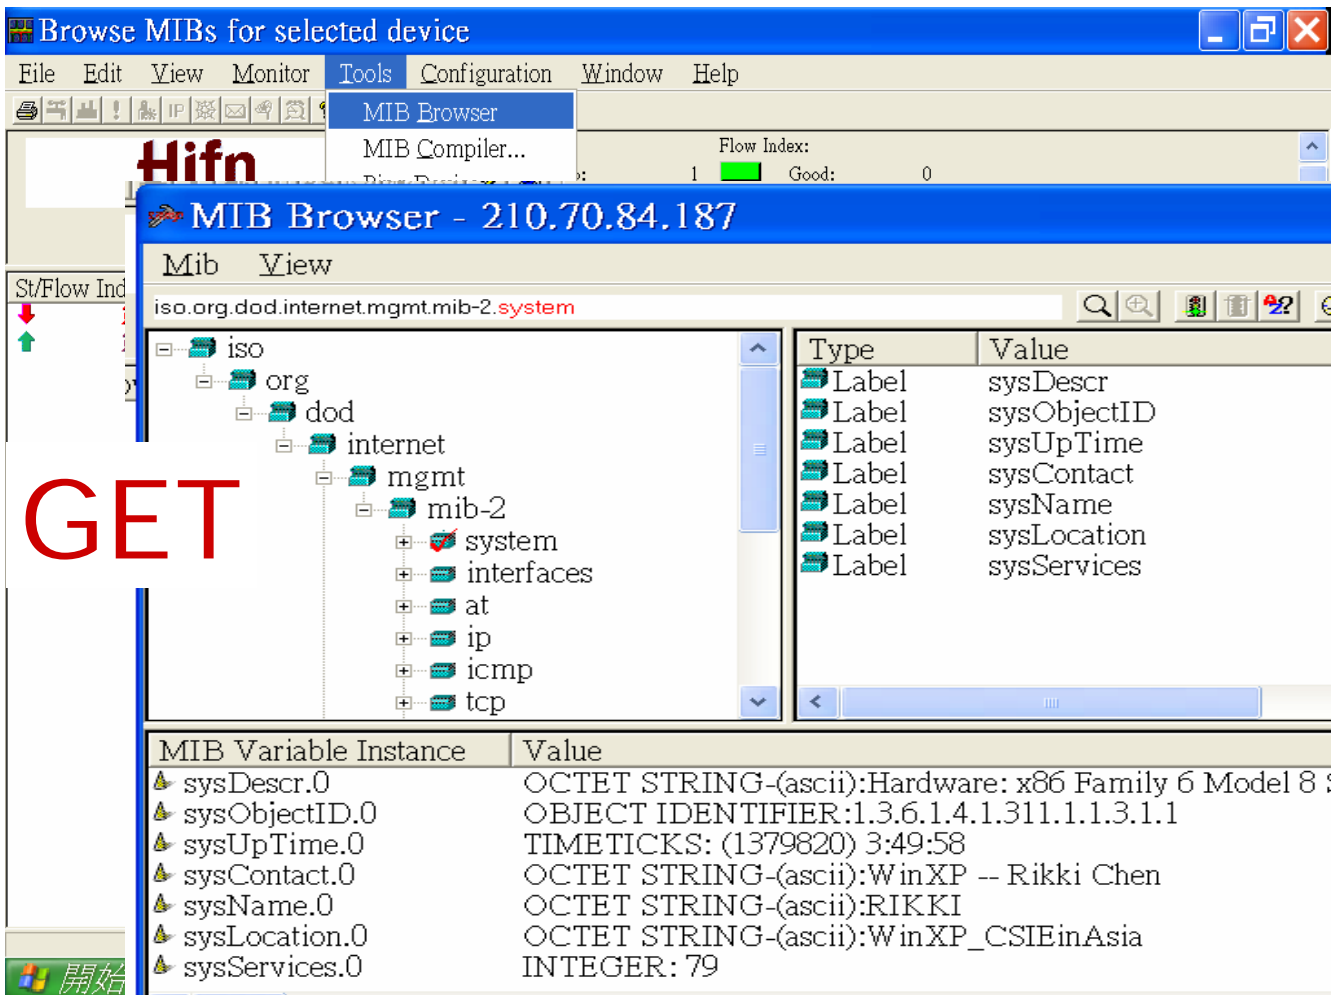 Browse MIBs for selected device
File Edit View Monitor Tools Configuration Window Help
IP
MIB Browser
MIB Compiler...
Hifn
Flow Index:
1 Good: 0
MIB Browser - 210.70.84.187
Mib View
St/Flow Ind
iso.org.dod.internet.mgmt.mib-2.system
iso
org
dod
internet
mgmt
mib-2
system
interfaces
at
ip
icmp
tcp
Type Value
Label sysDescr
Label sysObjectID
Label sysUpTime
Label sysContact
Label sysName
Label sysLocation
Label sysServices
GET
MIB Variable Instance Value
sysDescr.0 OCTET STRING-(ascii):Hardware: x86 Family 6 Model 8
sysObjectID.0 OBJECT IDENTIFIER:1.3.6.1.4.1.311.1.1.3.1.1
sysUpTime.0 TIMETICKS: (1379820) 3:49:58
sysContact.0 OCTET STRING-(ascii):WinXP -- Rikki Chen
sysName.0 OCTET STRING-(ascii):RIKKI
sysLocation.0 OCTET STRING-(ascii):WinXP_CSIEinAsia
sysServices.0 INTEGER: 79
開始